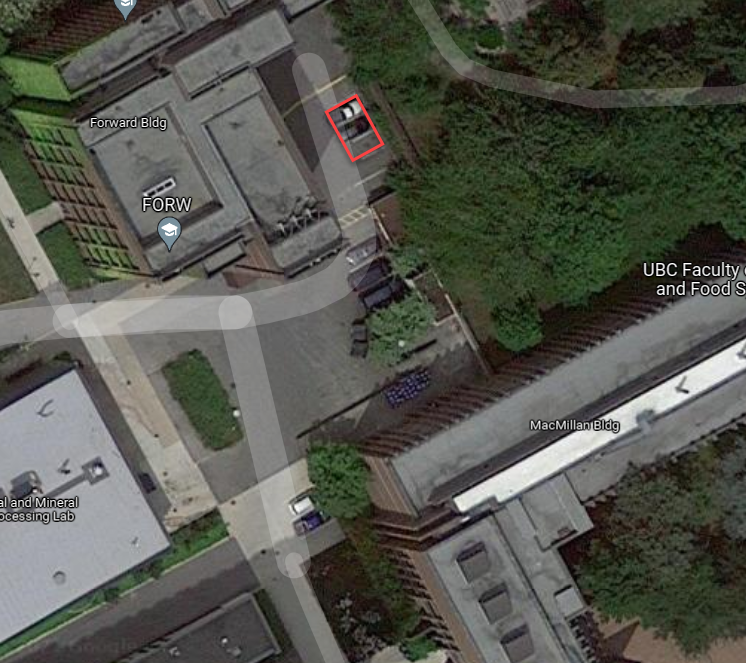 Forward Bldg
FORW
UBC Faculty
and Food S
MacMillan Bldg
al and Mineral
ocessing Lab